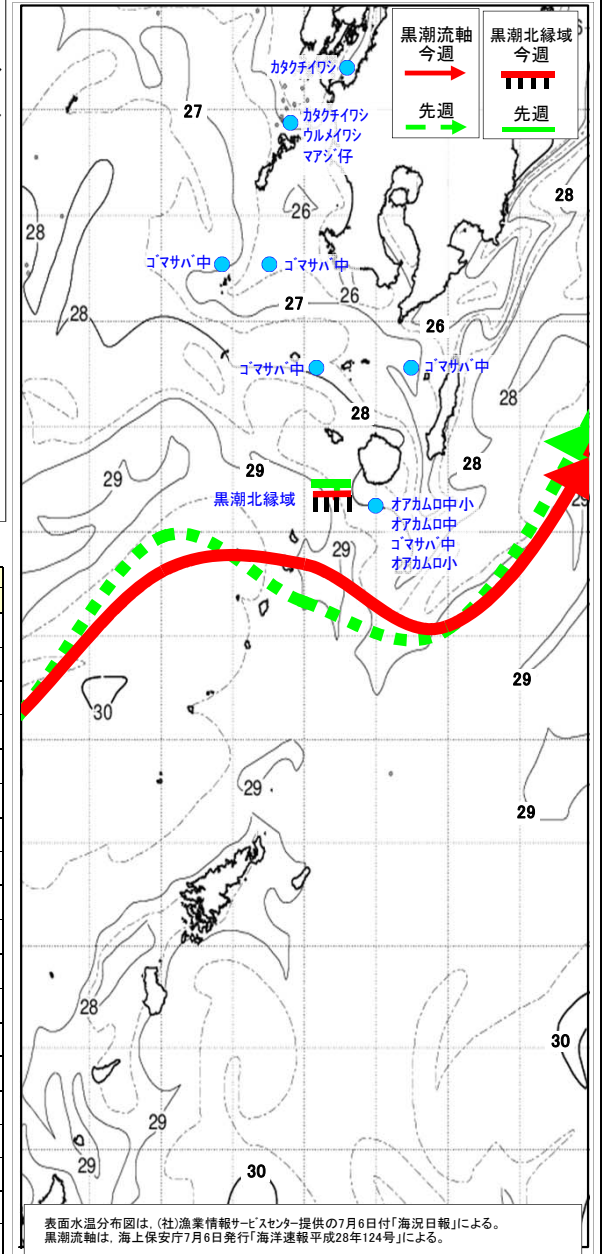 黒潮流軸
今週
先週
黒潮北縁域
今週
先週
カタクチイワシ
27
カタクチイワシ
ウルメイワシ
マアジ仔
28
26
28
ゴマサバ中
ゴマサバ中
26
27
28
26
ゴマサバ中
ゴマサバ中
28
28
29
28
29
黒潮北縁域
29
オアカムロ中小
オアカムロ中
ゴマサバ中
オアカムロ小
29
29
30
29
29
28
30
29
29
30
表面水温分布図は，(社)漁業情報サービスセンター提供の7月6日付「海況日報」による。
黒潮流軸は，海上保安庁7月6日発行「海洋速報平成28年124号」による。